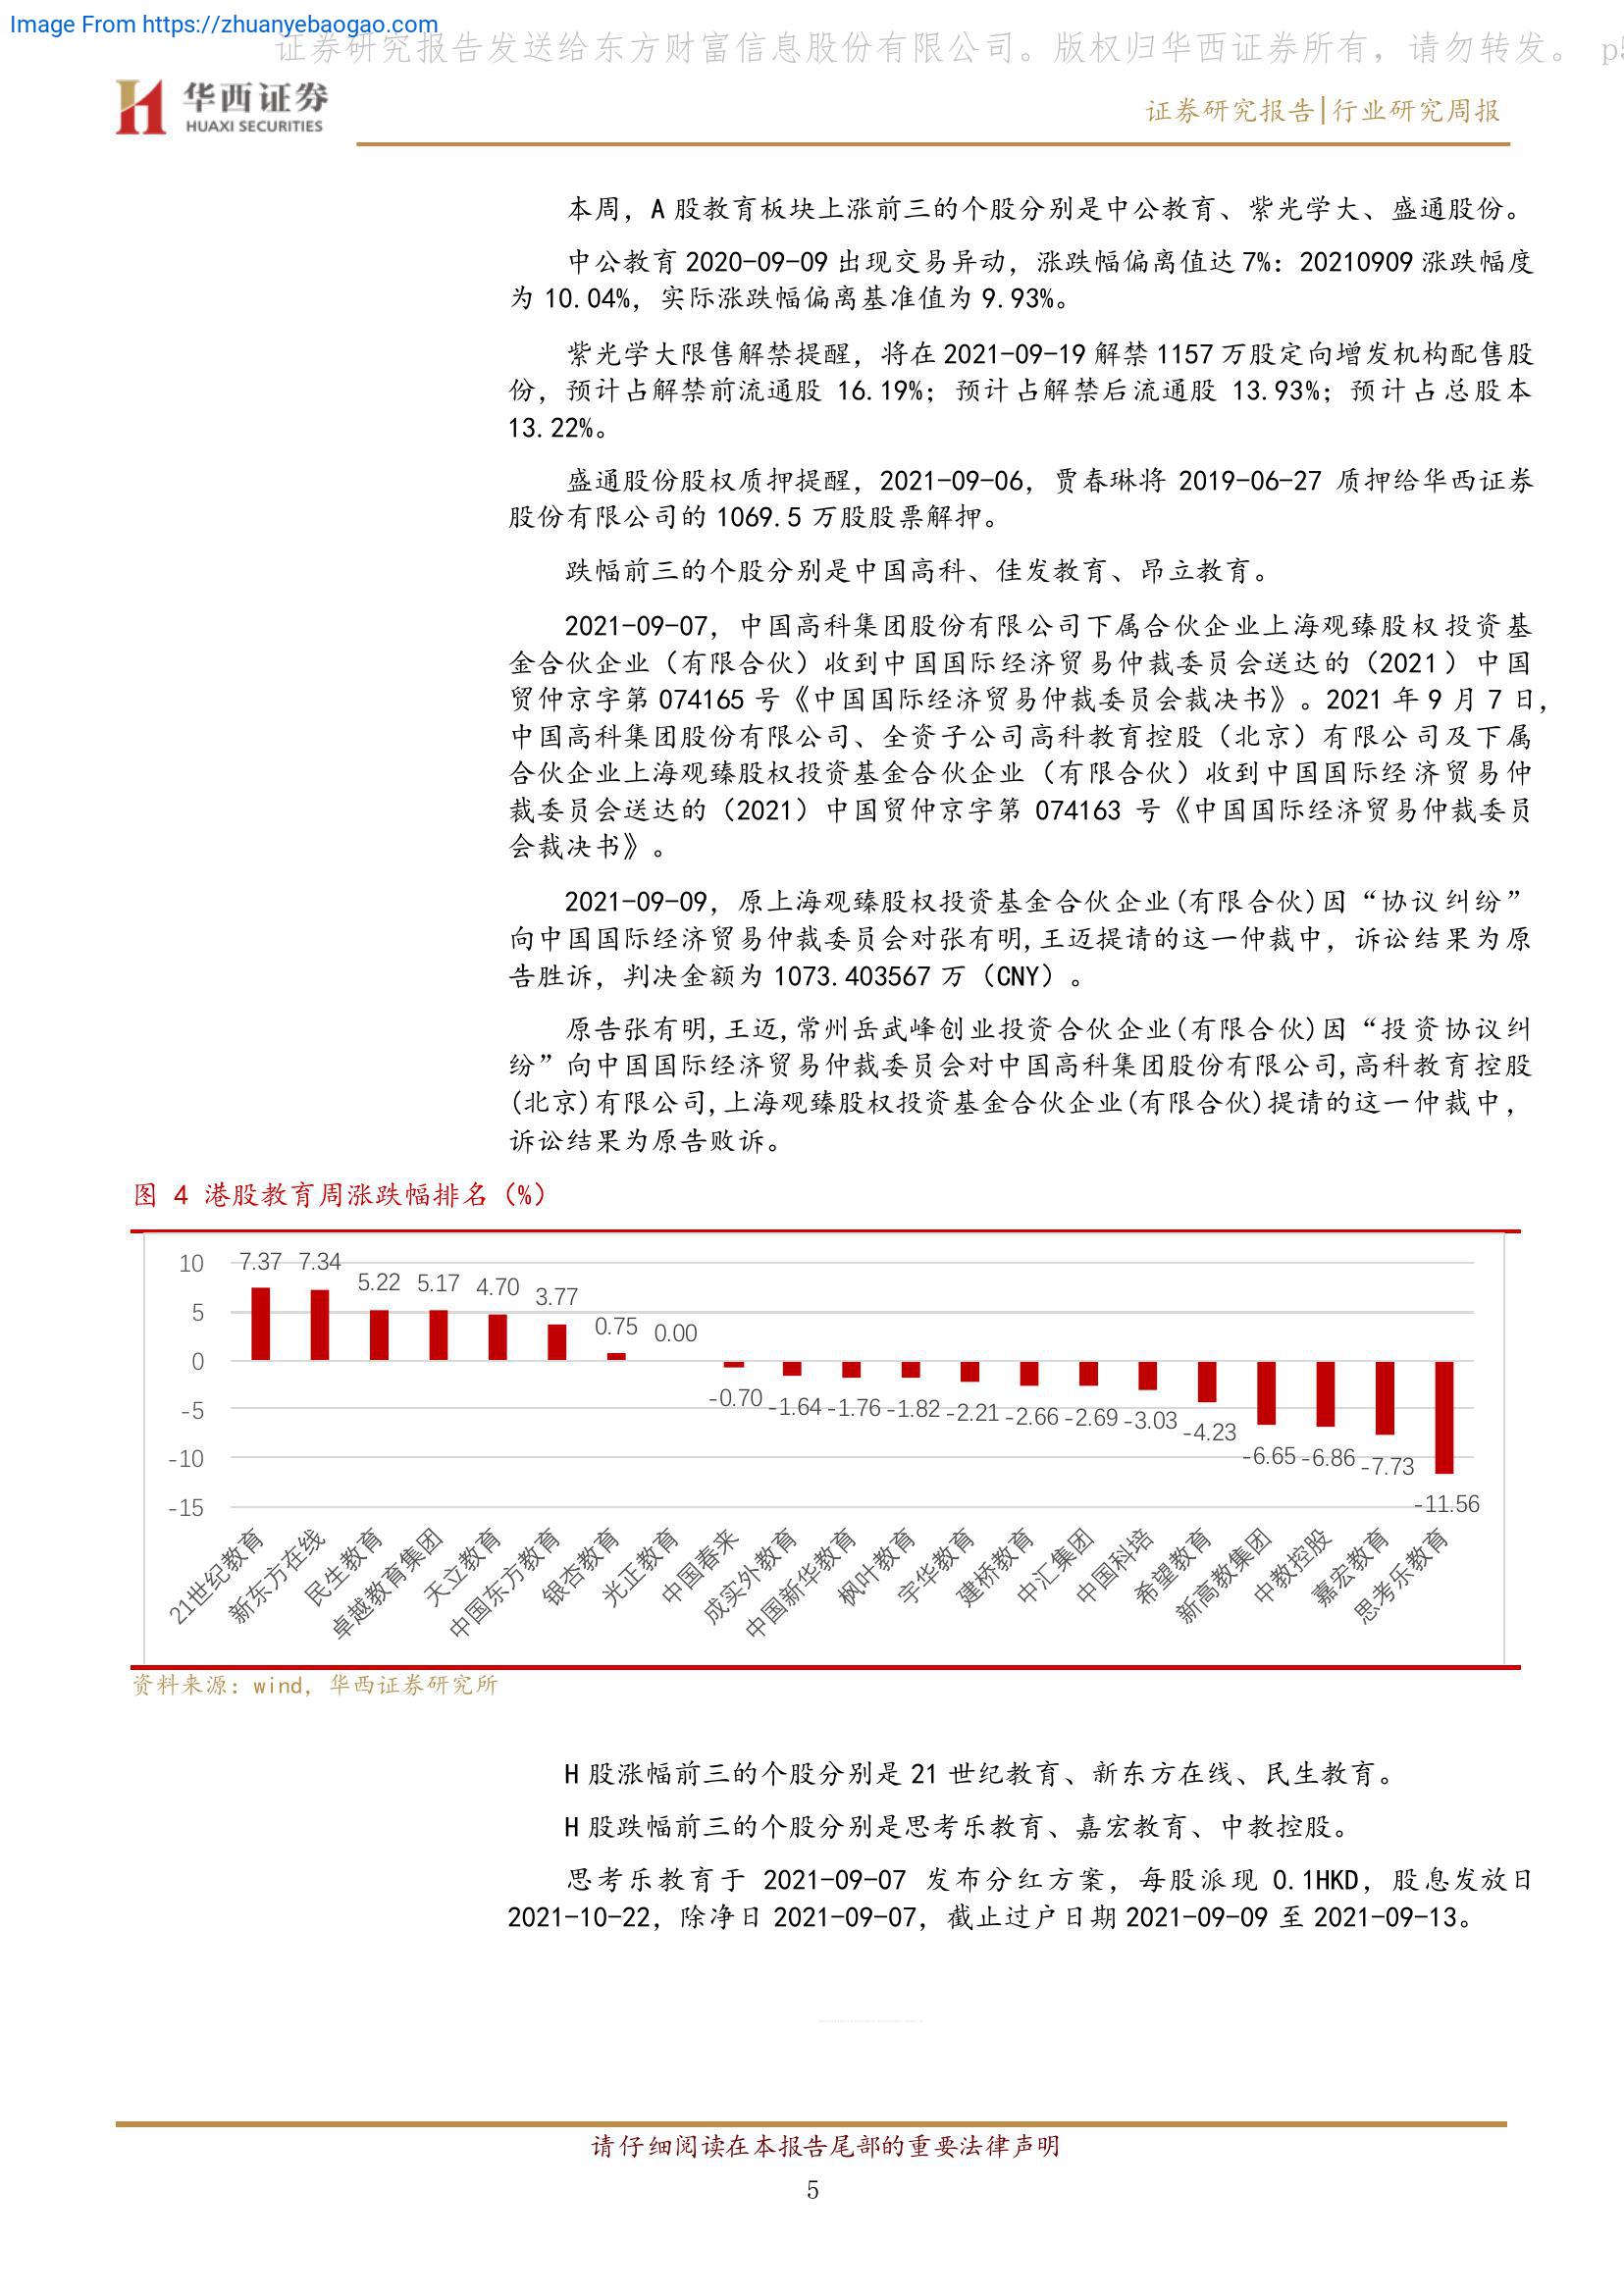 Image From https://zhuanyebaogao.com
证券研究报告发送给东方财富信息股份有限公司。版权归华西证券所有，请勿转发。 p5
华西证券
HUAXI SECURITIES
证券研究报告|行业研究周报
本周，A 股教育板块上涨前三的个股分别是中公教育、紫光学大、盛通股份。
中公教育 2020-09-09 出现交易异动，涨跌幅偏离值达 7%：20210909 涨跌幅度
为 10.04%，实际涨跌幅偏离基准值为 9.93%。
紫光学大限售解禁提醒，将在 2021-09-19 解禁 1157 万股定向增发机构配售股
份，预计占解禁前流通股 16.19%；预计占解禁后流通股 13.93%；预计占总股本
13.22%。
盛通股份股权质押提醒，2021-09-06，贾春琳将 2019-06-27 质押给华西证券
股份有限公司的 1069.5 万股股票解押。
跌幅前三的个股分别是中国高科、佳发教育、昂立教育。
2021-09-07，中国高科集团股份有限公司下属合伙企业上海观臻股权投资基
金合伙企业（有限合伙）收到中国国际经济贸易仲裁委员会送达的（2021）中国
贸仲京字第 074165 号《中国国际经济贸易仲裁委员会裁决书》。2021 年 9 月 7 日，
中国高科集团股份有限公司、全资子公司高科教育控股（北京）有限公司及下属
合伙企业上海观臻股权投资基金合伙企业（有限合伙）收到中国国际经济贸易仲
裁委员会送达的（2021）中国贸仲京字第 074163 号《中国国际经济贸易仲裁委员
会裁决书》。
2021-09-09，原上海观臻股权投资基金合伙企业(有限合伙)因“协议纠纷”
向中国国际经济贸易仲裁委员会对张有明,王迈提请的这一仲裁中，诉讼结果为原
告胜诉，判决金额为 1073.403567 万（CNY）。
原告张有明,王迈,常州岳武峰创业投资合伙企业(有限合伙)因“投资协议纠
纷”向中国国际经济贸易仲裁委员会对中国高科集团股份有限公司,高科教育控股
(北京)有限公司,上海观臻股权投资基金合伙企业(有限合伙)提请的这一仲裁中，
诉讼结果为原告败诉。
图 4 港股教育周涨跌幅排名（%）
10
5
0
-5
-10
-15
7.37 7.34 5.22 5.17 4.70 3.77 0.75 0.00 -0.70 -1.64 -1.76 -1.82 -2.21 -2.66 -2.69 -3.03 -4.23 -6.65 -6.86 -7.73 -11.56
21世纪教育 新东方在线 民生教育 卓越教育集团 天立教育 中国东方教育 银杏教育 光正教育 中国春来 成实外教育 中国新华教育 枫叶教育 宇华教育 建桥教育 中汇集团 中国科培 希望教育 新高教集团 中教控股 嘉宏教育 思考乐教育
资料来源：wind，华西证券研究所
H 股涨幅前三的个股分别是 21 世纪教育、新东方在线、民生教育。
H 股跌幅前三的个股分别是思考乐教育、嘉宏教育、中教控股。
思考乐教育于 2021-09-07 发布分红方案，每股派现 0.1HKD，股息发放日
2021-10-22，除净日 2021-09-07，截止过户日期 2021-09-09 至 2021-09-13。
请仔细阅读在本报告尾部的重要法律声明
5